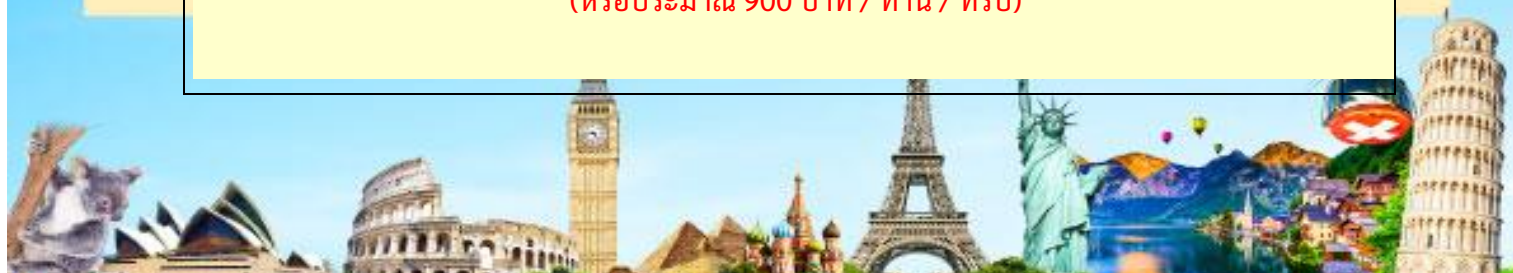 (หรือประมาณ 900 บาท / ท่าน / ทริป)